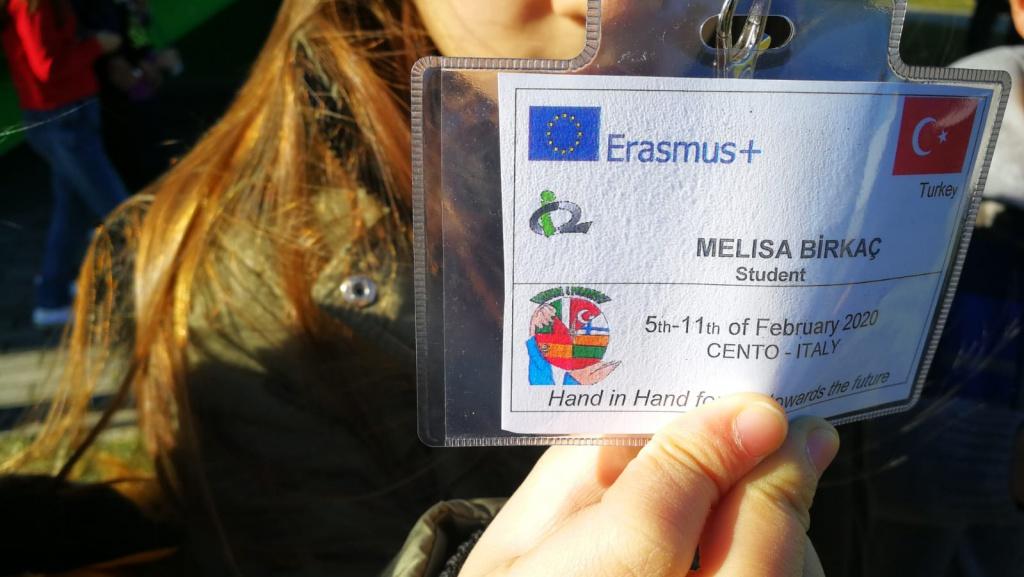 Erasmus+
Turkey
MELISA BİRKAÇ
Student
5th-11th of February 2020
CENTO - ITALY
Hand in Hand towards the future